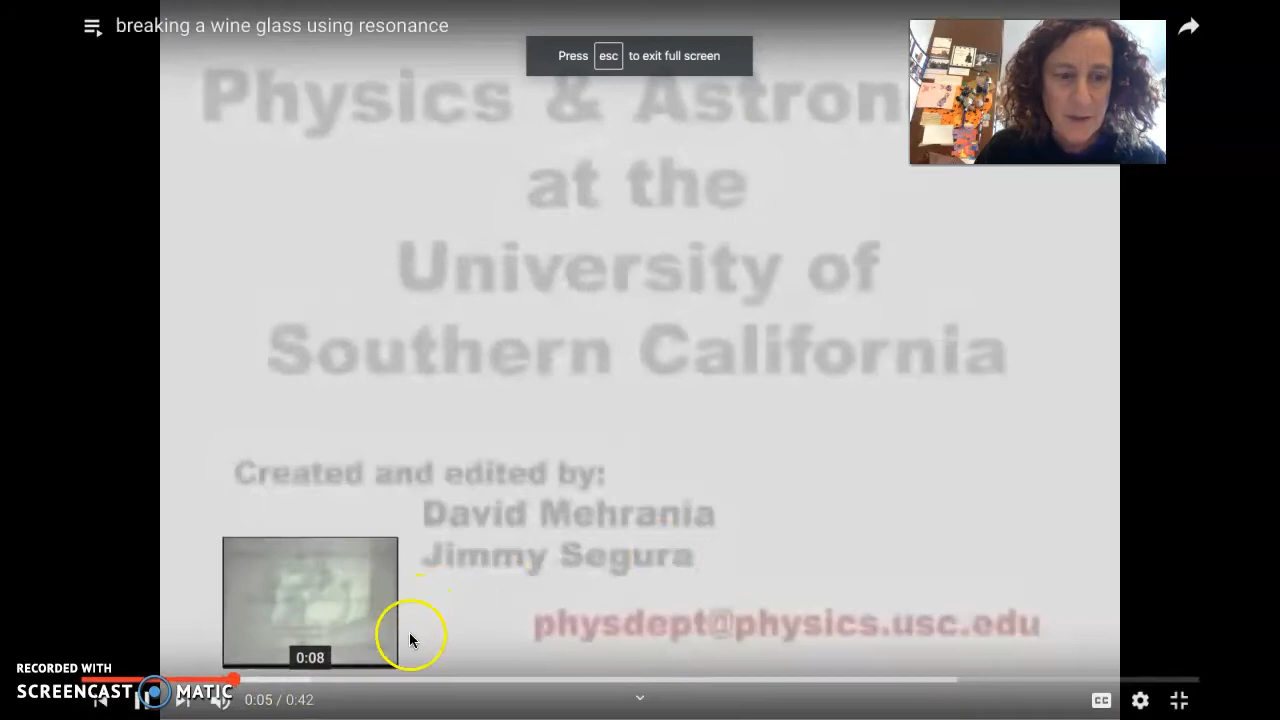 breaking a wine glass using resonance
Press esc to exit full screen
Physics & Astron
at the
University of
Southern California
Created and edited by:
David Mehrania
Jimmy Segura
physdept@physics.usc.edu
0:08
RECORDED WITH
SCREENCAST MATIC
0:05 / 0:42
CC